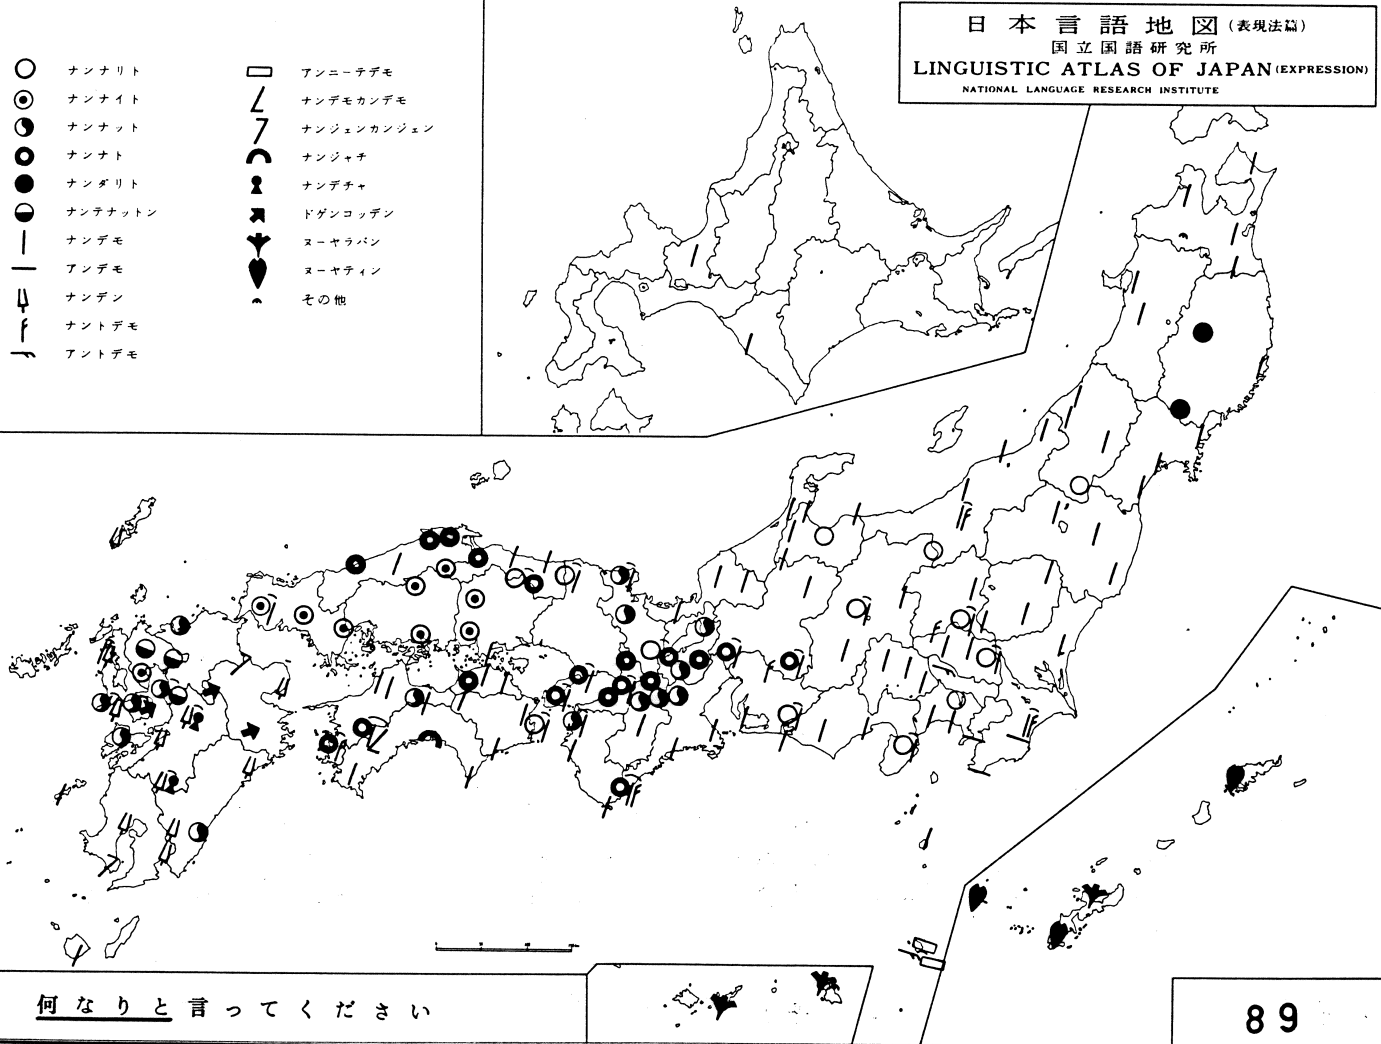 日本言語地図(表現法篇)
国立国語研究所
LINGUISTIC ATLAS OF JAPAN (EXPRESSION)
NATIONAL LANGUAGE RESEARCH INSTITUTE
ナンナリト
ナンナイト
ナンナット
ナンナト
ナンダリト
ナンテナットン
ナンデモ
アンデモ
ナンデン
ナントデモ
アントデモ
アンニーテデモ
ナンデモカンデモ
ナンジェンカンジェン
ナンジャチ
ナンデチャ
ドゲンコッデン
ヌーヤラバン
ヌーヤティン
その他
何なりと言ってください
89